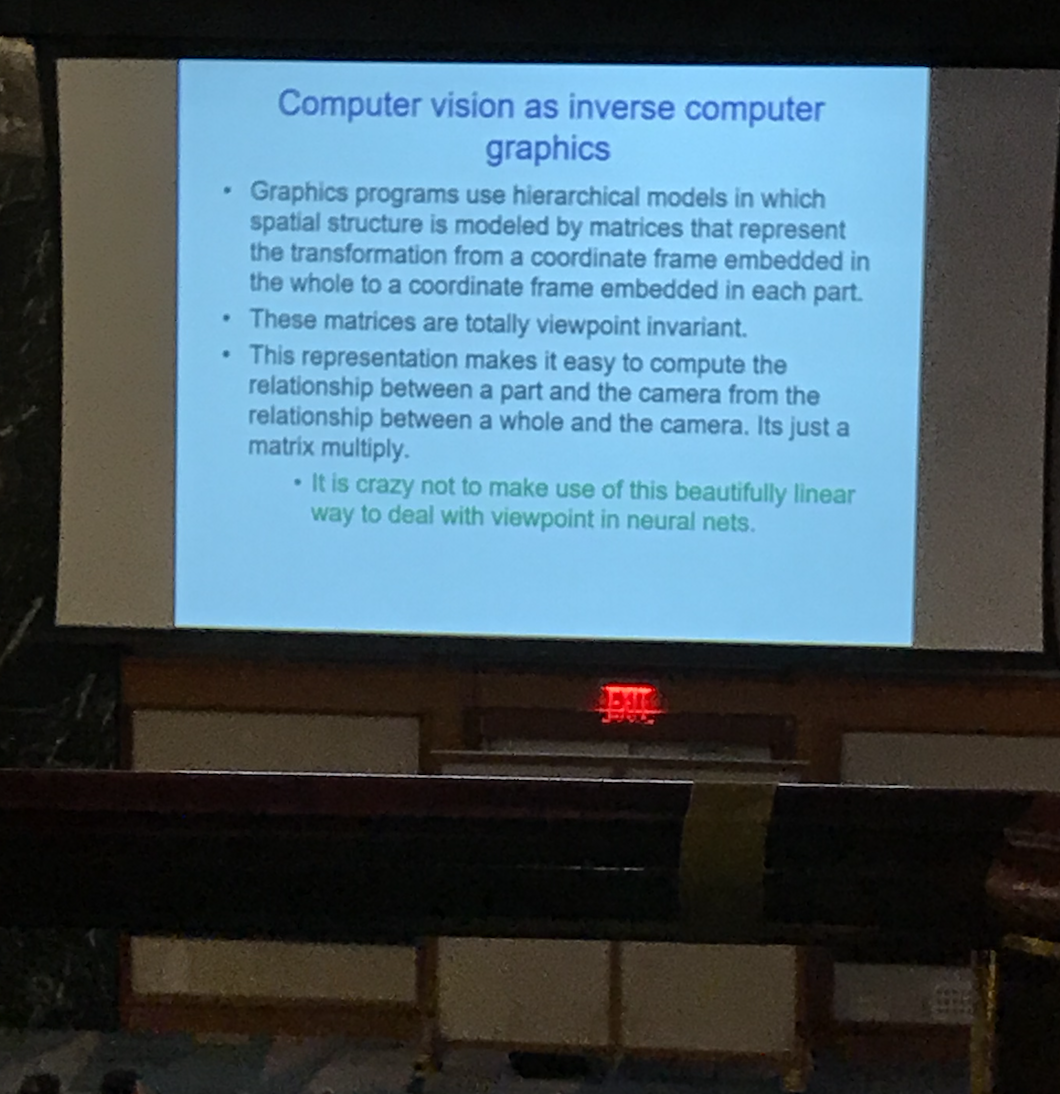 Computer vision as inverse computer
graphics
• Graphics programs use hierarchical models in which
spatial structure is modeled by matrices that represent
the transformation from a coordinate frame embedded in
the whole to a coordinate frame embedded in each part.
• These matrices are totally viewpoint invariant.
• This representation makes it easy to compute the
relationship between a part and the camera from the
relationship between a whole and the camera. Its just a
matrix multiply.
• It is crazy not to make use of this beautifully linear
way to deal with viewpoint in neural nets.
EXIT